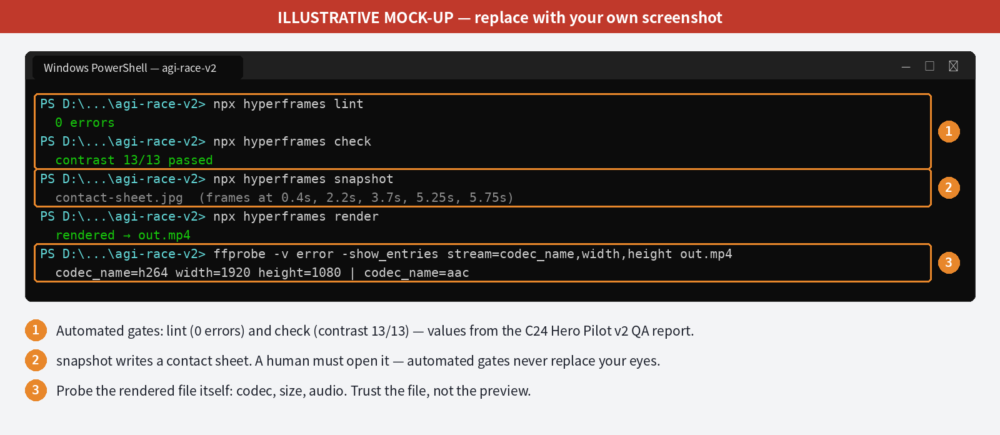 ILLUSTRATIVE MOCK-UP — replace with your own screenshot
Windows PowerShell — agi-race-v2
PS D:\...\agi-race-v2> npx hyperframes lint
0 errors
PS D:\...\agi-race-v2> npx hyperframes check
contrast 13/13 passed
1
PS D:\...\agi-race-v2> npx hyperframes snapshot
contact-sheet.jpg  (frames at 0.4s, 2.2s, 3.7s, 5.25s, 5.75s)
2
PS D:\...\agi-race-v2> npx hyperframes render
rendered → out.mp4
PS D:\...\agi-race-v2> ffprobe -v error -show_entries stream=codec_name,width,height out.mp4
codec_name=h264 width=1920 height=1080 | codec_name=aac
3
1 Automated gates: lint (0 errors) and check (contrast 13/13) — values from the C24 Hero Pilot v2 QA report.
2 snapshot writes a contact sheet. A human must open it — automated gates never replace your eyes.
3 Probe the rendered file itself: codec, size, audio. Trust the file, not the preview.